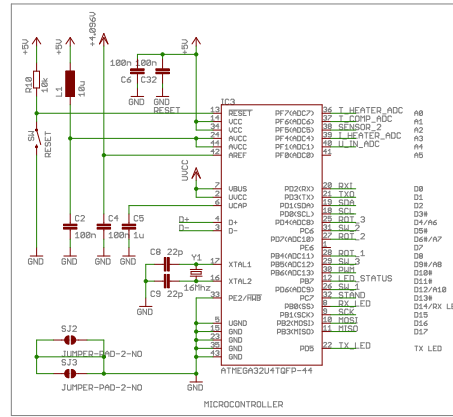 +4.096V
+5V
+5V
+5V
R10
10k
L1
10u
100n 100n
C6 C32
GND GND
RESET
SW
RESET
IC3
13 RESET PF7(ADC7) 36 T_HEATER_ADC A0
14 VCC PF6(ADC6) 37 T_COMP_ADC A1
34 VCC PF5(ADC5) 38 SENSOR_2 A2
24 AVCC PF4(ADC4) 39 I_HEATER_ADC A3
44 AVCC PF1(ADC1) 40 U_IN_ADC A4
42 AREF PF0(ADC0) 41 A5
UVCC
7 VBUS PD2(RX) 20 RXI D0
2 UVCC PD3(TX) 21 TXO D1
6 UCAP PD1(SDA) 19 SDA D2
PD0(SCL) 18 SCL D3#
D+ 4 D+ PD4(ADC8) 25 ROT_3 D4/A6
D- 3 D- PC6 31 SW_2 D5#
PD7(ADC10) 27 ROT_2 D6#/A7
PE6 1 D7
C2
100n
C4
100n
C5
1u
GND GND GND GND
PB4(ADC11) 28 ROT_1 D8
C8 22p
Y1
16Mhz
C9 22p
GND
17 XTAL1 PB5(ADC12) 29 SW_3 D9#/A8
PB6(ADC13) 30 PWM D10#
16 XTAL2 PB7 12 LED_STATUS D11#
PD6(ADC9) 26 SW_1 D12/A10
33 PE2/HWB PC7 32 STAND D13#
PB0(SS) 8 RX_LED D14/RX LE
PB1(SCK) 9 SCK D15
5 UGND PB2(MOSI) 10 MOSI D16
15 GND PB3(MISO) 11 MISO D17
23 GND
35 GND PD5 22 TX_LED TX LED
43 GND
SJ2
JUMPER-PAD-2-NO
SJ3
JUMPER-PAD-2-NO
GND
GND
ATMEGA32U4TQFP-44
MICROCONTROLLER